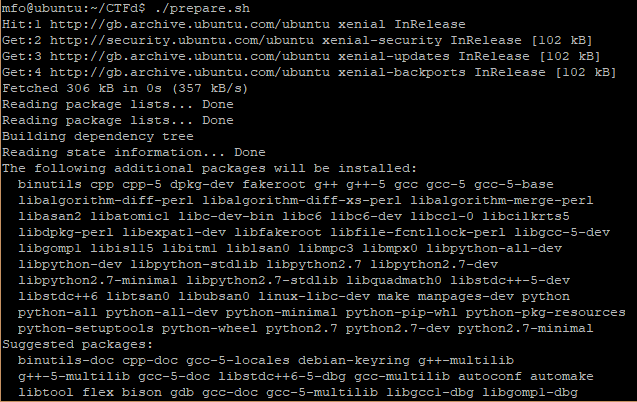 mfo@ubuntu:~/CTFd$ ./prepare.sh
Hit:1 http://gb.archive.ubuntu.com/ubuntu xenial InRelease
Get:2 http://security.ubuntu.com/ubuntu xenial-security InRelease [102 kB]
Get:3 http://gb.archive.ubuntu.com/ubuntu xenial-updates InRelease [102 kB]
Get:4 http://gb.archive.ubuntu.com/ubuntu xenial-backports InRelease [102 kB]
Fetched 306 kB in 0s (357 kB/s)
Reading package lists... Done
Reading package lists... Done
Building dependency tree
Reading state information... Done
The following additional packages will be installed:
  binutils cpp cpp-5 dpkg-dev fakeroot g++ g++-5 gcc gcc-5 gcc-5-base
  libalgorithm-diff-perl libalgorithm-diff-xs-perl libalgorithm-merge-perl
  libasan2 libatomic1 libc-dev-bin libc6 libc6-dev libcc1-0 libcilkrts5
  libdpkg-perl libexpat1-dev libfakeroot libfile-fcntllock-perl libgcc-5-dev
  libgomp1 libisl15 libitm1 liblsan0 libmpc3 libmpx0 libpython-all-dev
  libpython-dev libpython-stdlib libpython2.7 libpython2.7-dev
  libpython2.7-minimal libpython2.7-stdlib libquadmath0 libstdc++-5-dev
  libstdc++6 libtsan0 libubsan0 linux-libc-dev make manpages-dev python
  python-all python-all-dev python-minimal python-pip-whl python-pkg-resources
  python-setuptools python-wheel python2.7 python2.7-dev python2.7-minimal
Suggested packages:
  binutils-doc cpp-doc gcc-5-locales debian-keyring g++-multilib
  g++-5-multilib gcc-5-doc libstdc++6-5-dbg gcc-multilib autoconf automake
  libtool flex bison gdb gcc-doc gcc-5-multilib libgcc1-dbg libgomp1-dbg